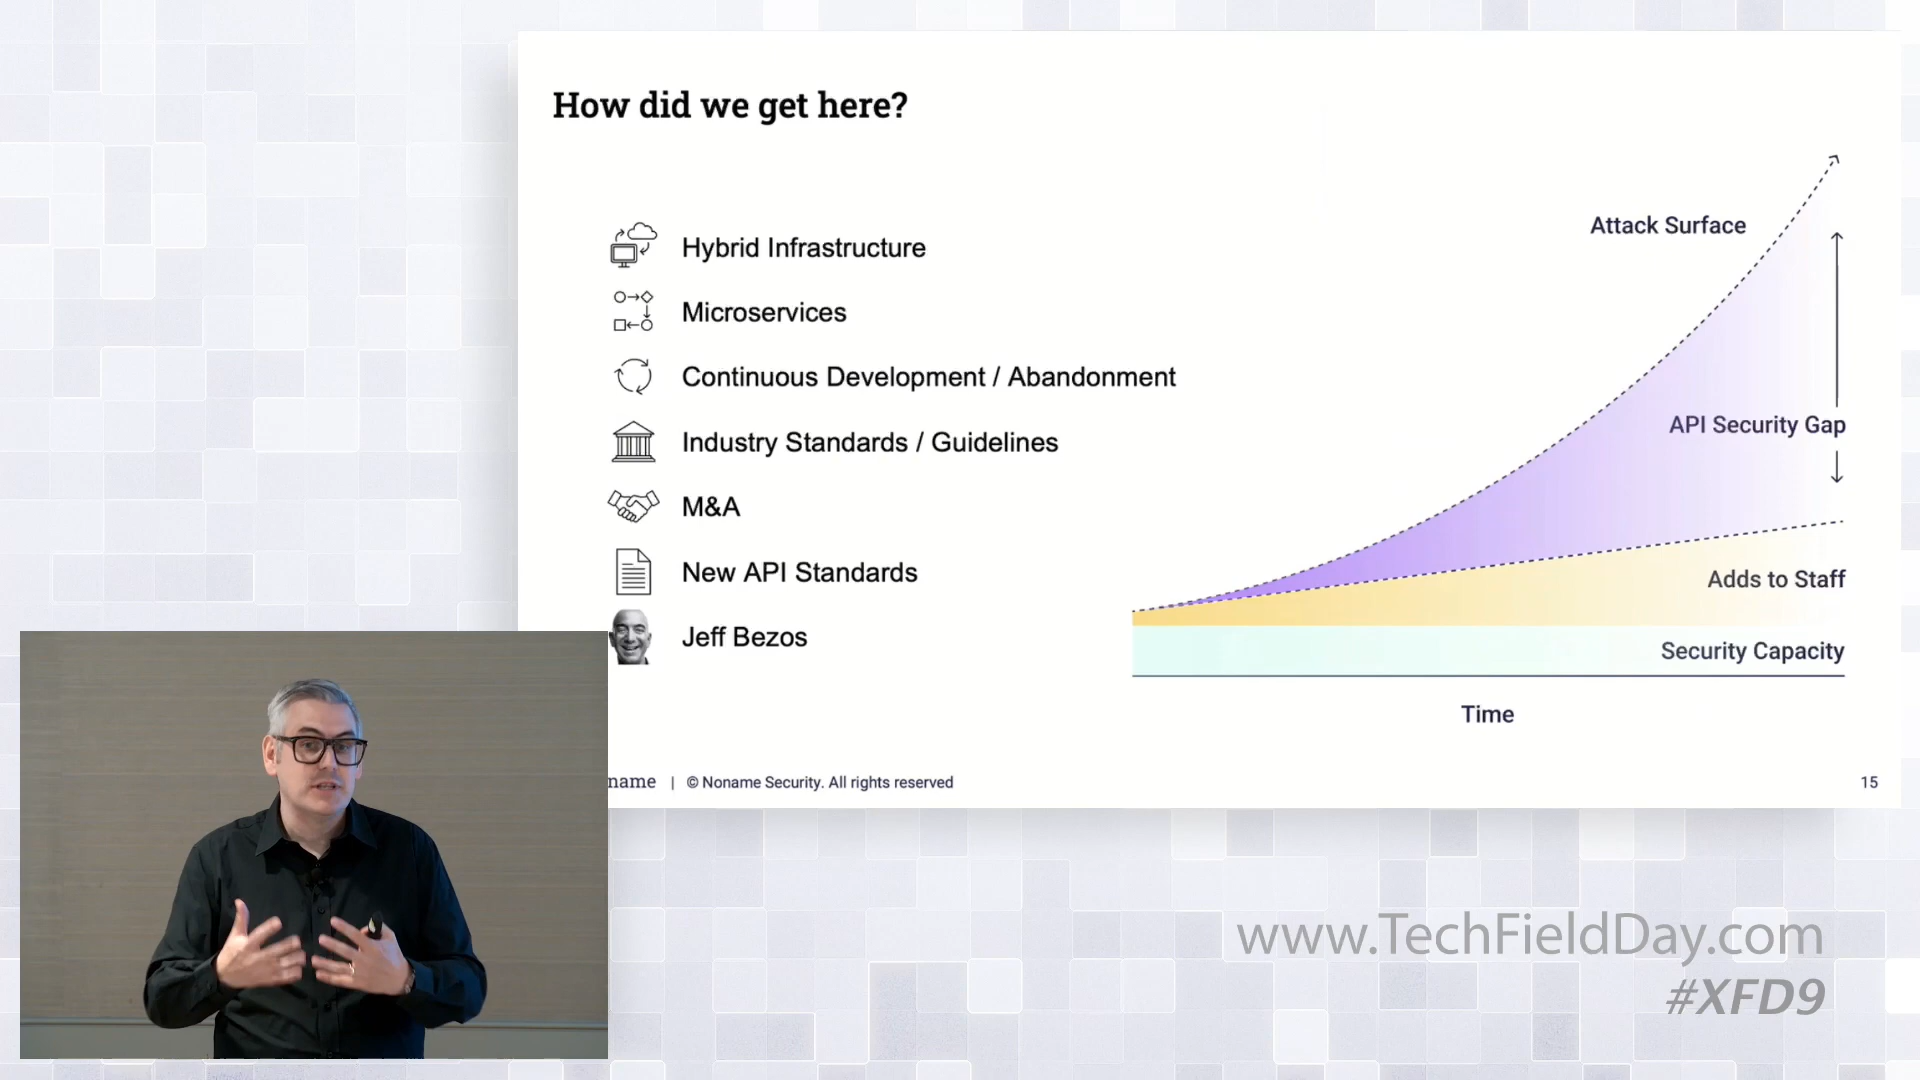 How did we get here?
Hybrid Infrastructure
Microservices
Continuous Development / Abandonment
Industry Standards / Guidelines
M&A
New API Standards
Jeff Bezos
Attack Surface
API Security Gap
Adds to Staff
Security Capacity
Time
name | © Noname Security. All rights reserved
15
www.TechFieldDay.com
#XFD9